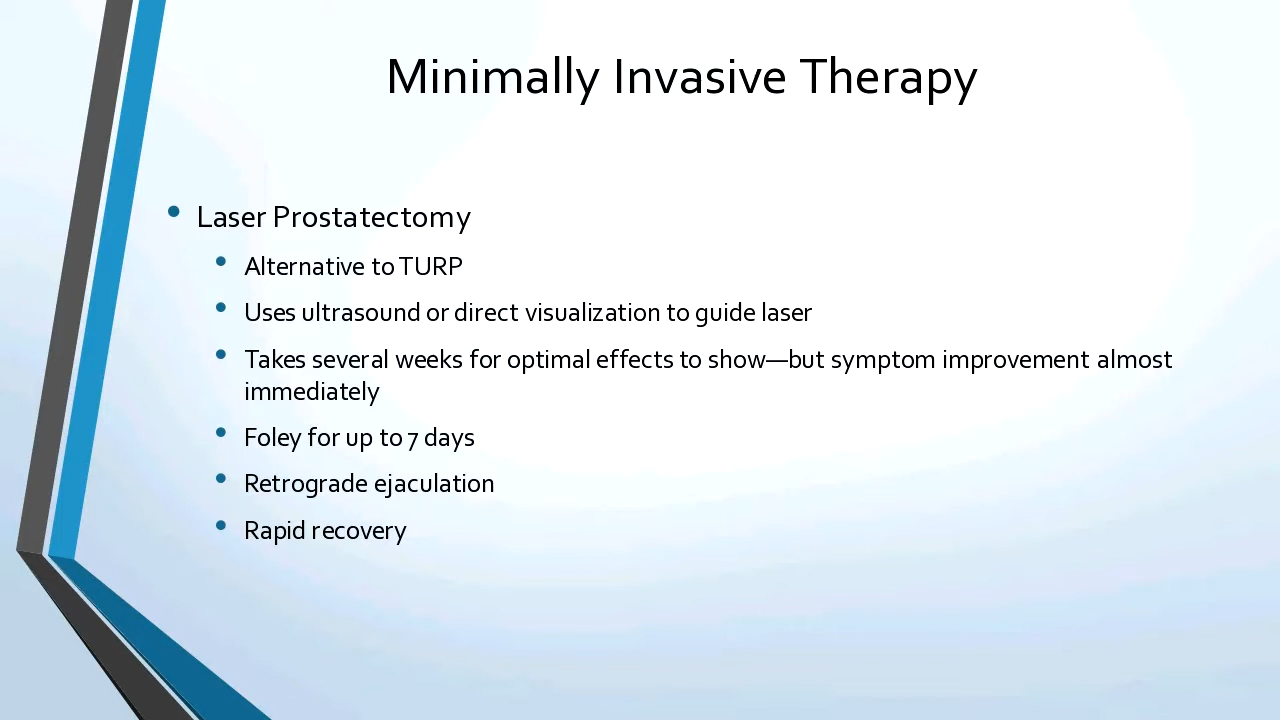 Minimally Invasive Therapy
• Laser Prostatectomy
• Alternative to TURP
• Uses ultrasound or direct visualization to guide laser
• Takes several weeks for optimal effects to show—but symptom improvement almost
immediately
• Foley for up to 7 days
• Retrograde ejaculation
• Rapid recovery